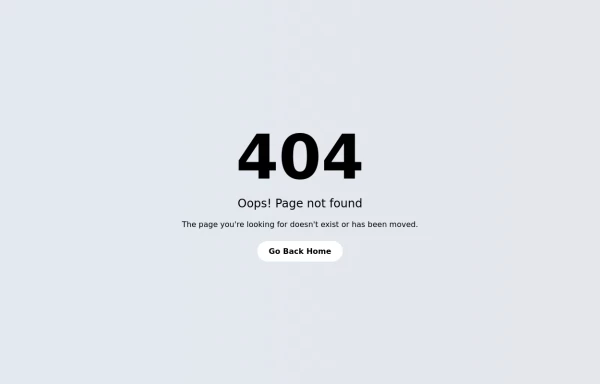 404
Oops! Page not found
The page you're looking for doesn't exist or has been moved.
Go Back Home